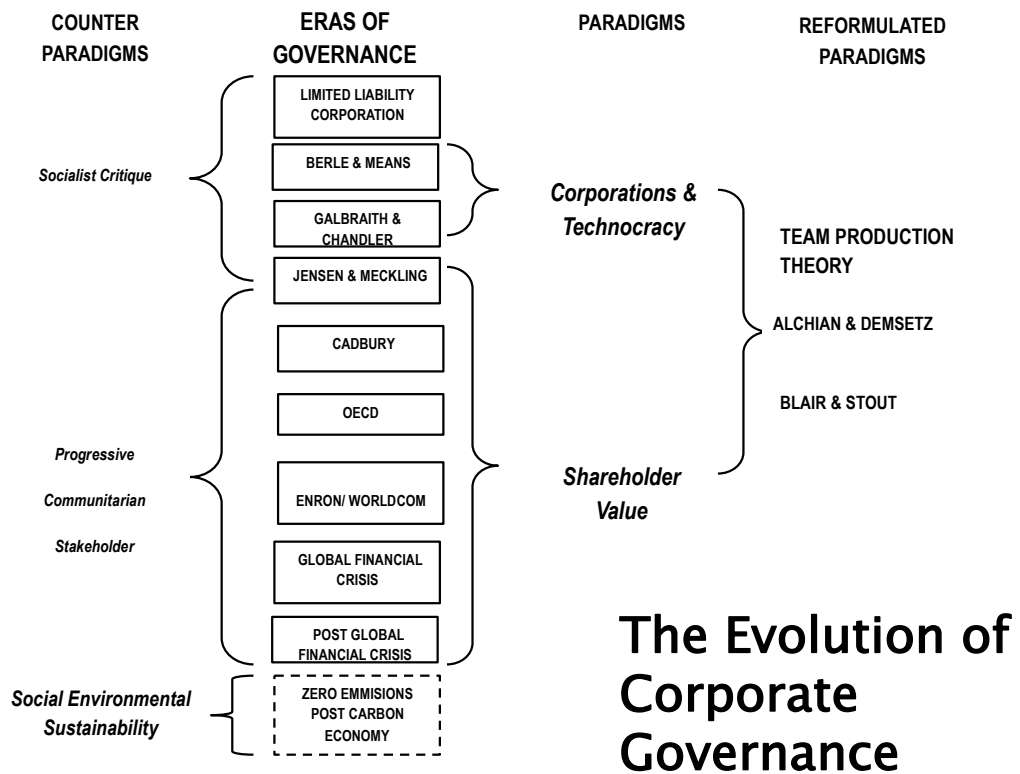 COUNTER
PARADIGMS
ERAS OF
GOVERNANCE
PARADIGMS
REFORMULATED
PARADIGMS
LIMITED LIABILITY
CORPORATION
BERLE & MEANS
GALBRAITH &
CHANDLER
JENSEN & MECKLING
CADBURY
OECD
ENRON/ WORLDCOM
GLOBAL FINANCIAL
CRISIS
POST GLOBAL
FINANCIAL CRISIS
ZERO EMMISIONS
POST CARBON
ECONOMY
Socialist Critique
Progressive
Communitarian
Stakeholder
Social Environmental
Sustainability
Corporations &
Technocracy
Shareholder
Value
TEAM PRODUCTION
THEORY
ALCHIAN & DEMSETZ
BLAIR & STOUT
The Evolution of
Corporate
Governance